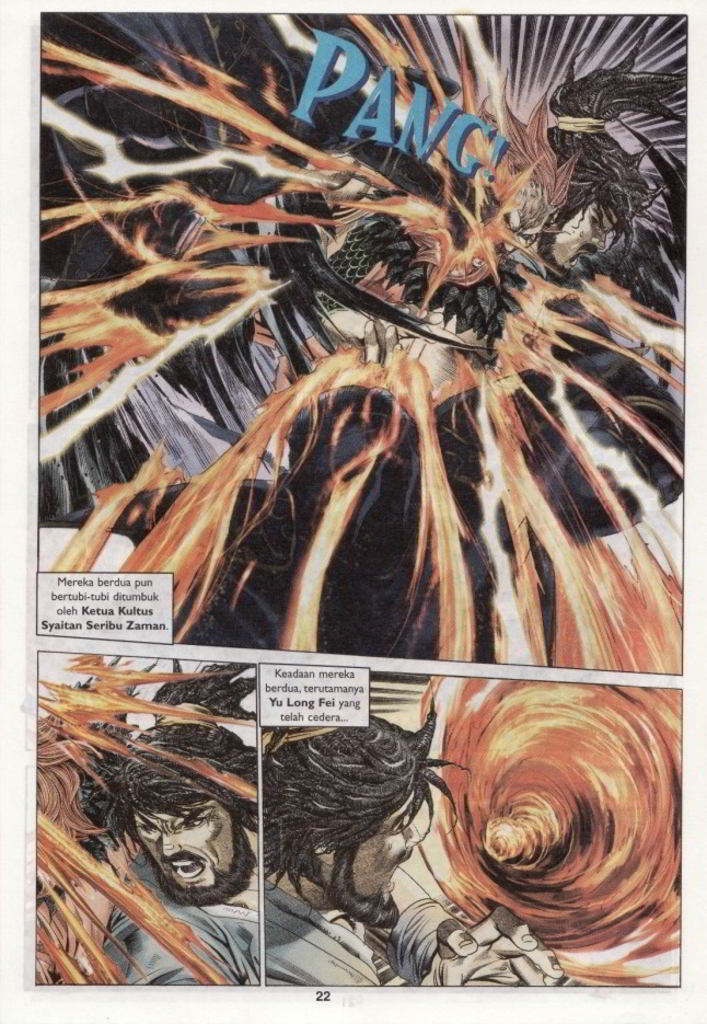 PANG!
Mereka berdua pun
bertubi-tubi ditumbuk
oleh Ketua Kultus
Syaitan Seribu Zaman.
Keadaan mereka
berdua, terutamanya
Yu Long Fei yang
telah cedera...
22